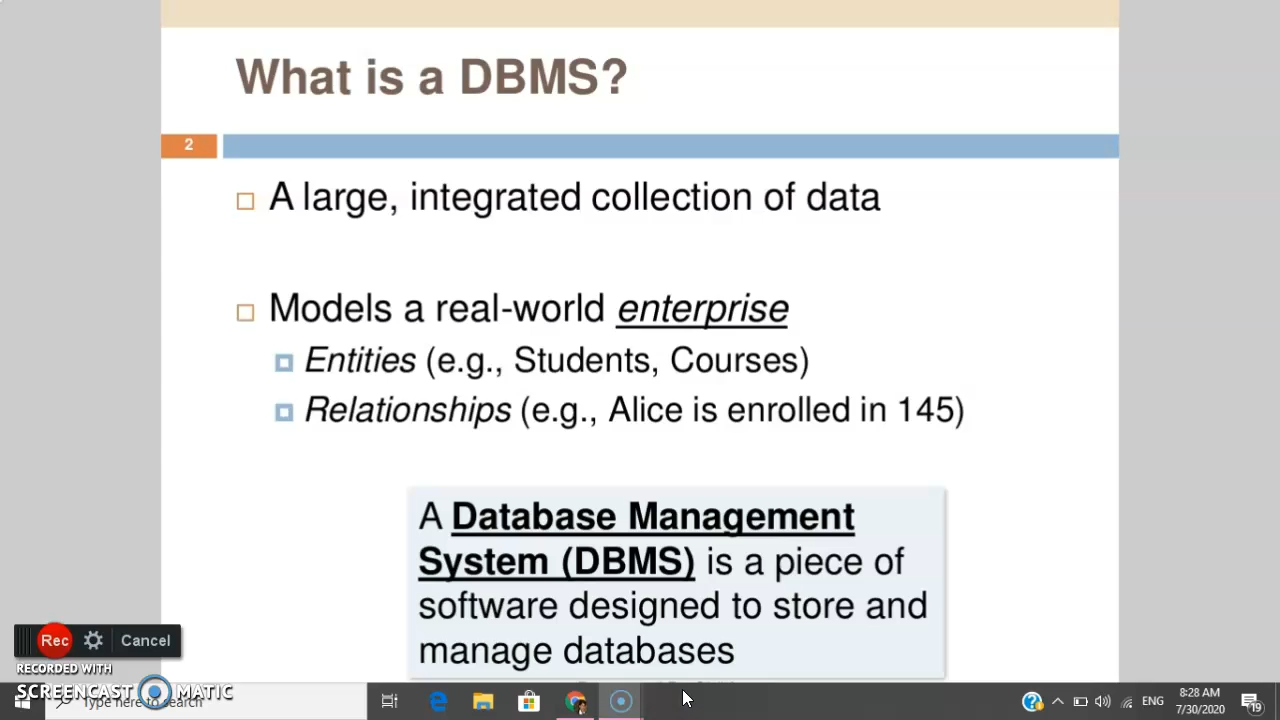 What is a DBMS?
2
A large, integrated collection of data
Models a real-world enterprise
Entities (e.g., Students, Courses)
Relationships (e.g., Alice is enrolled in 145)
A Database Management
System (DBMS) is a piece of
software designed to store and
manage databases
Rec Cancel
RECORDED WITH
SCREENCAST MATIC
Type here to search
ENG
8:28 AM
7/30/2020
19